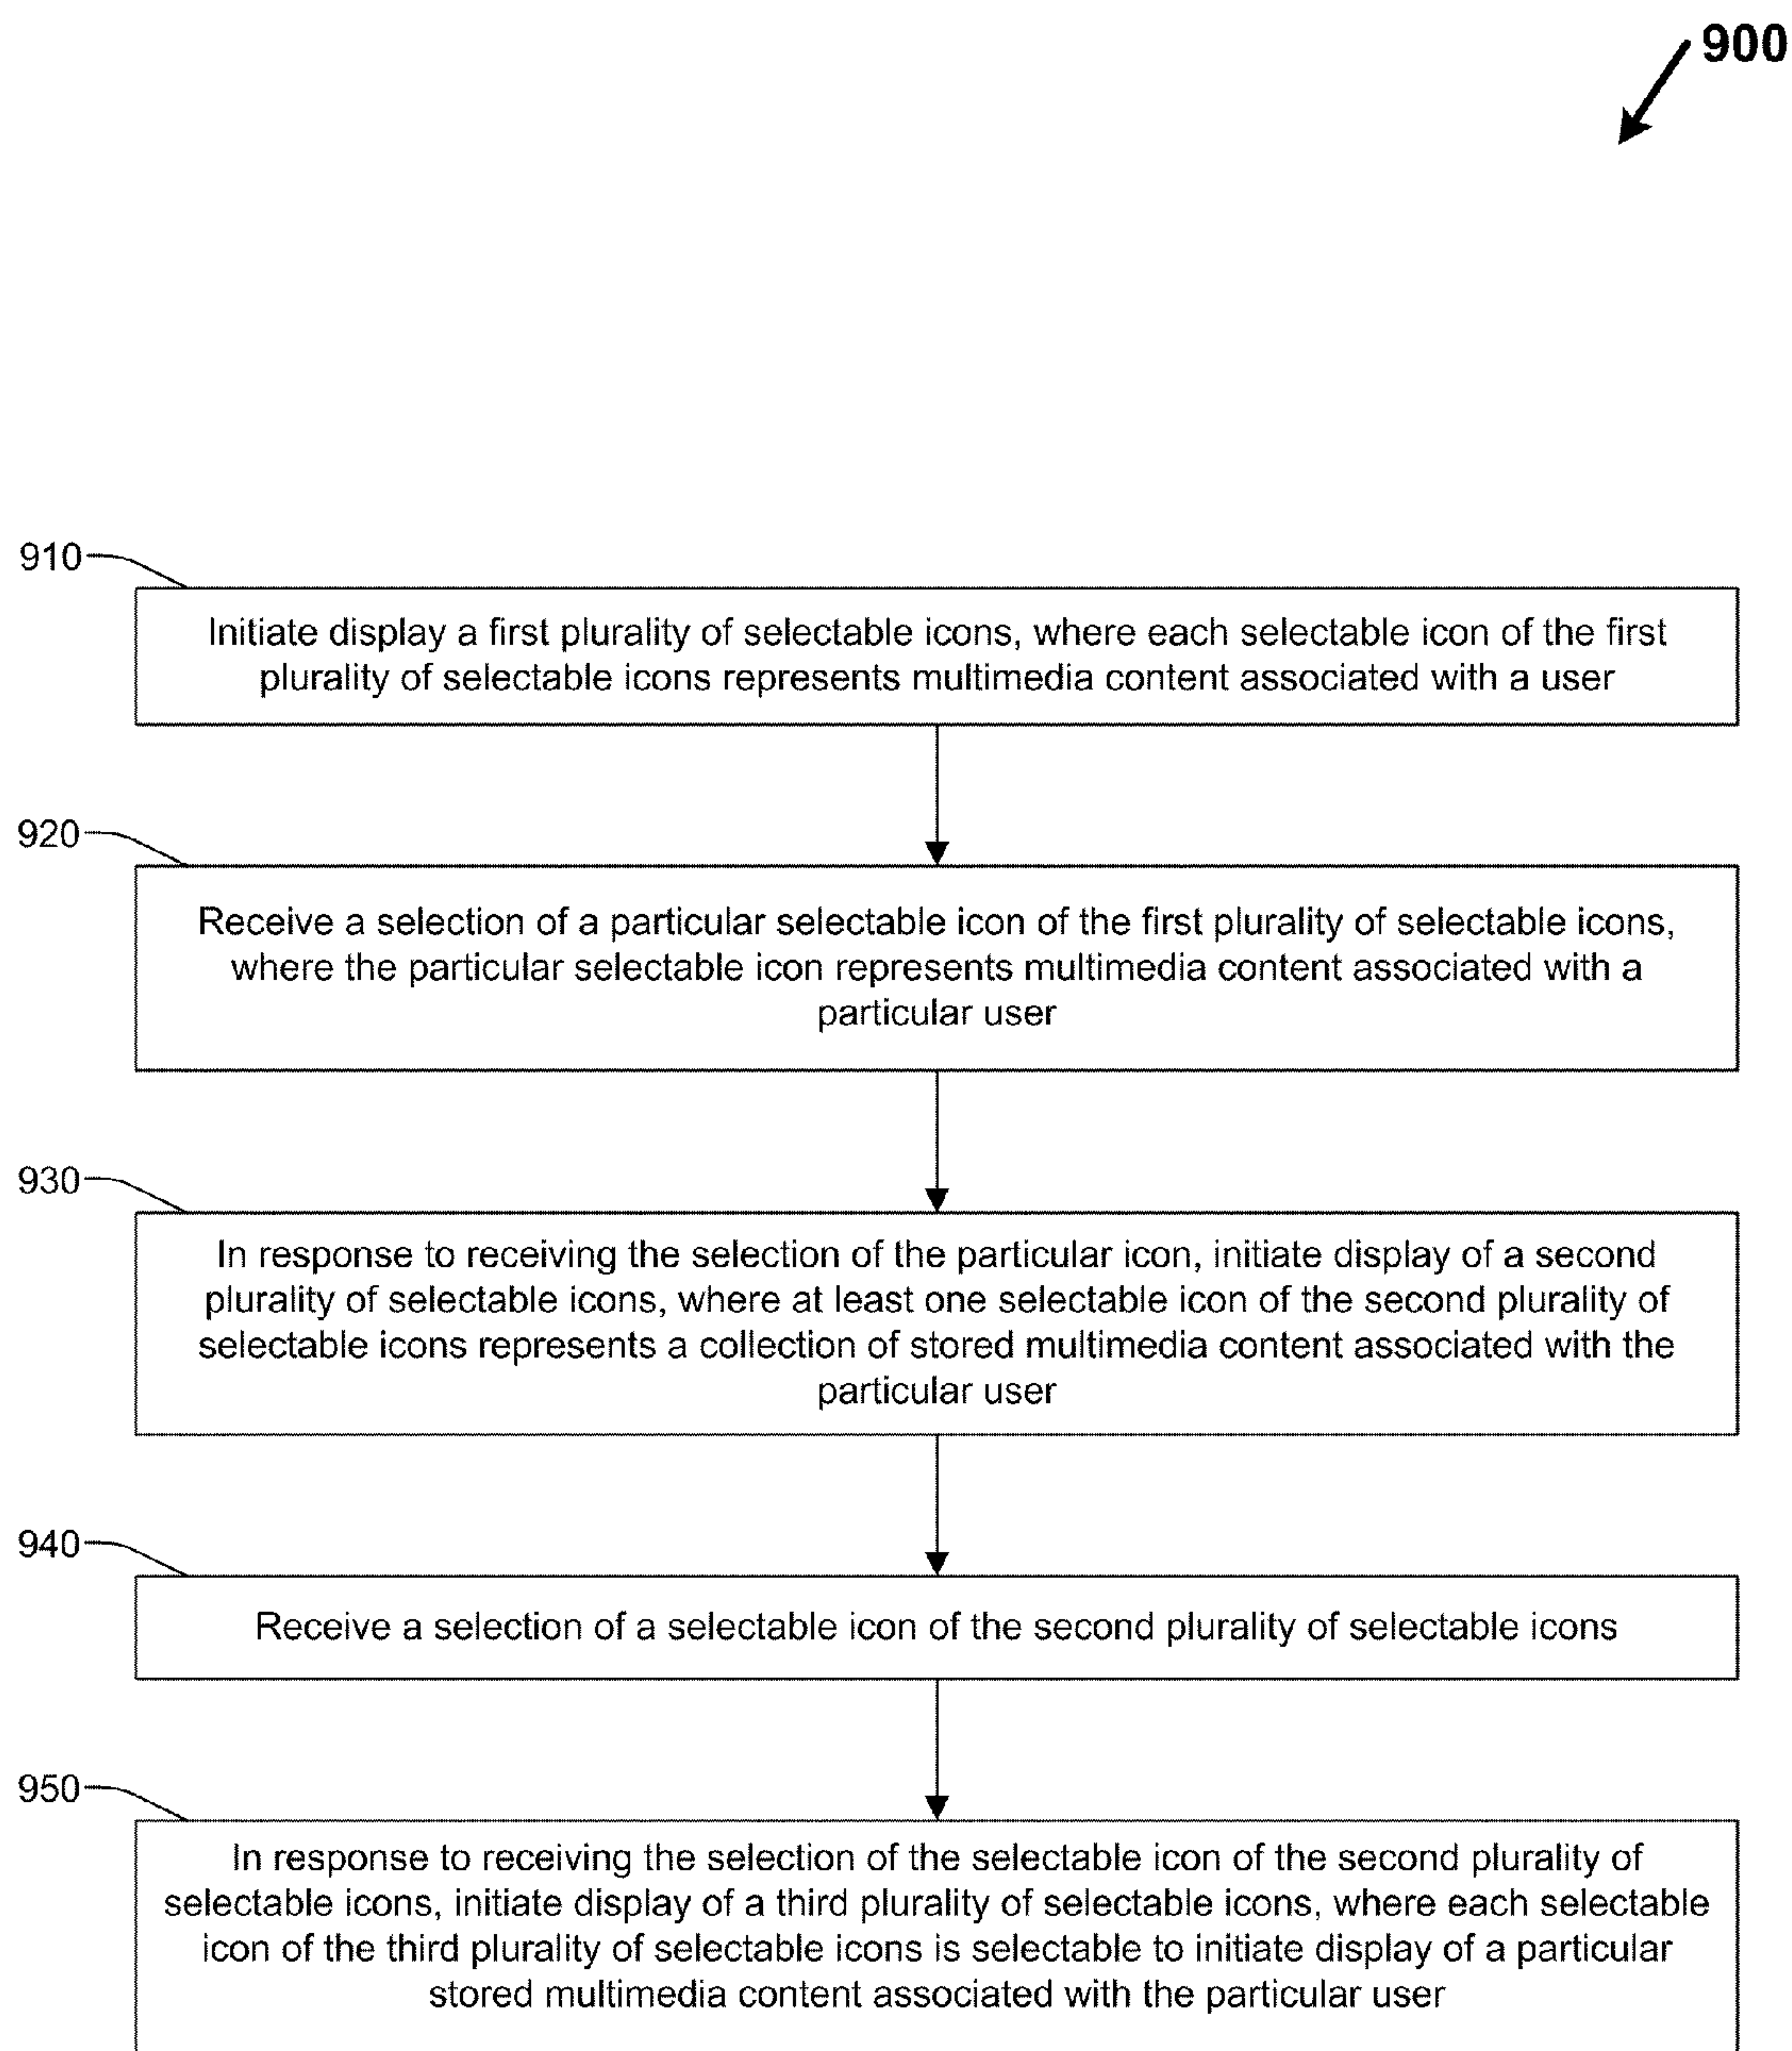 900
910
Initiate display a first plurality of selectable icons, where each selectable icon of the first
plurality of selectable icons represents multimedia content associated with a user
920
Receive a selection of a particular selectable icon of the first plurality of selectable icons,
where the particular selectable icon represents multimedia content associated with a
particular user
930
In response to receiving the selection of the particular icon, initiate display of a second
plurality of selectable icons, where at least one selectable icon of the second plurality of
selectable icons represents a collection of stored multimedia content associated with the
particular user
940
Receive a selection of a selectable icon of the second plurality of selectable icons
950
In response to receiving the selection of the selectable icon of the second plurality of
selectable icons, initiate display of a third plurality of selectable icons, where each selectable
icon of the third plurality of selectable icons is selectable to initiate display of a particular
stored multimedia content associated with the particular user